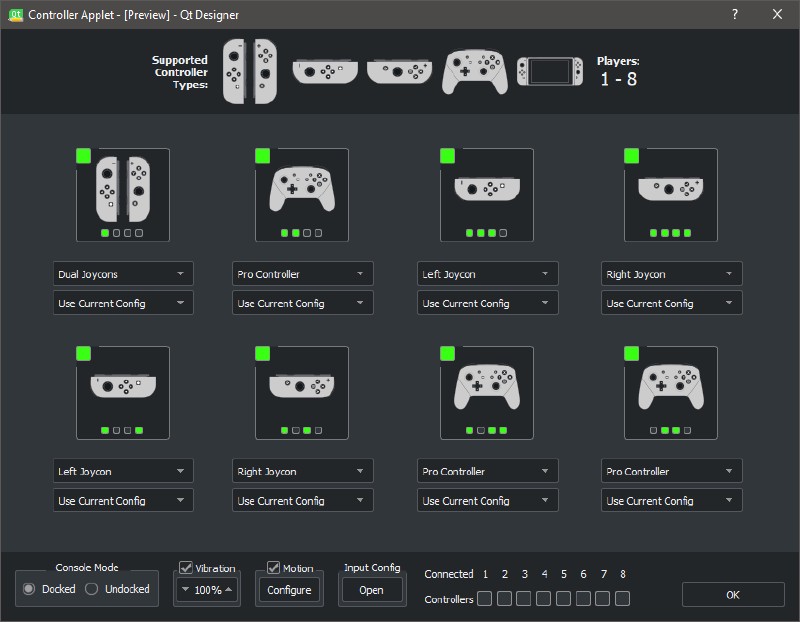 Controller Applet - [Preview] - Qt Designer
Supported
Controller
Types:
Players:
1 - 8
Dual Joycons
Pro Controller
Left Joycon
Right Joycon
Use Current Config
Use Current Config
Use Current Config
Use Current Config
Left Joycon
Right Joycon
Pro Controller
Pro Controller
Use Current Config
Use Current Config
Use Current Config
Use Current Config
Console Mode
Docked
Undocked
Vibration
100%
Motion
Configure
Input Config
Open
Connected 1 2 3 4 5 6 7 8
Controllers
OK